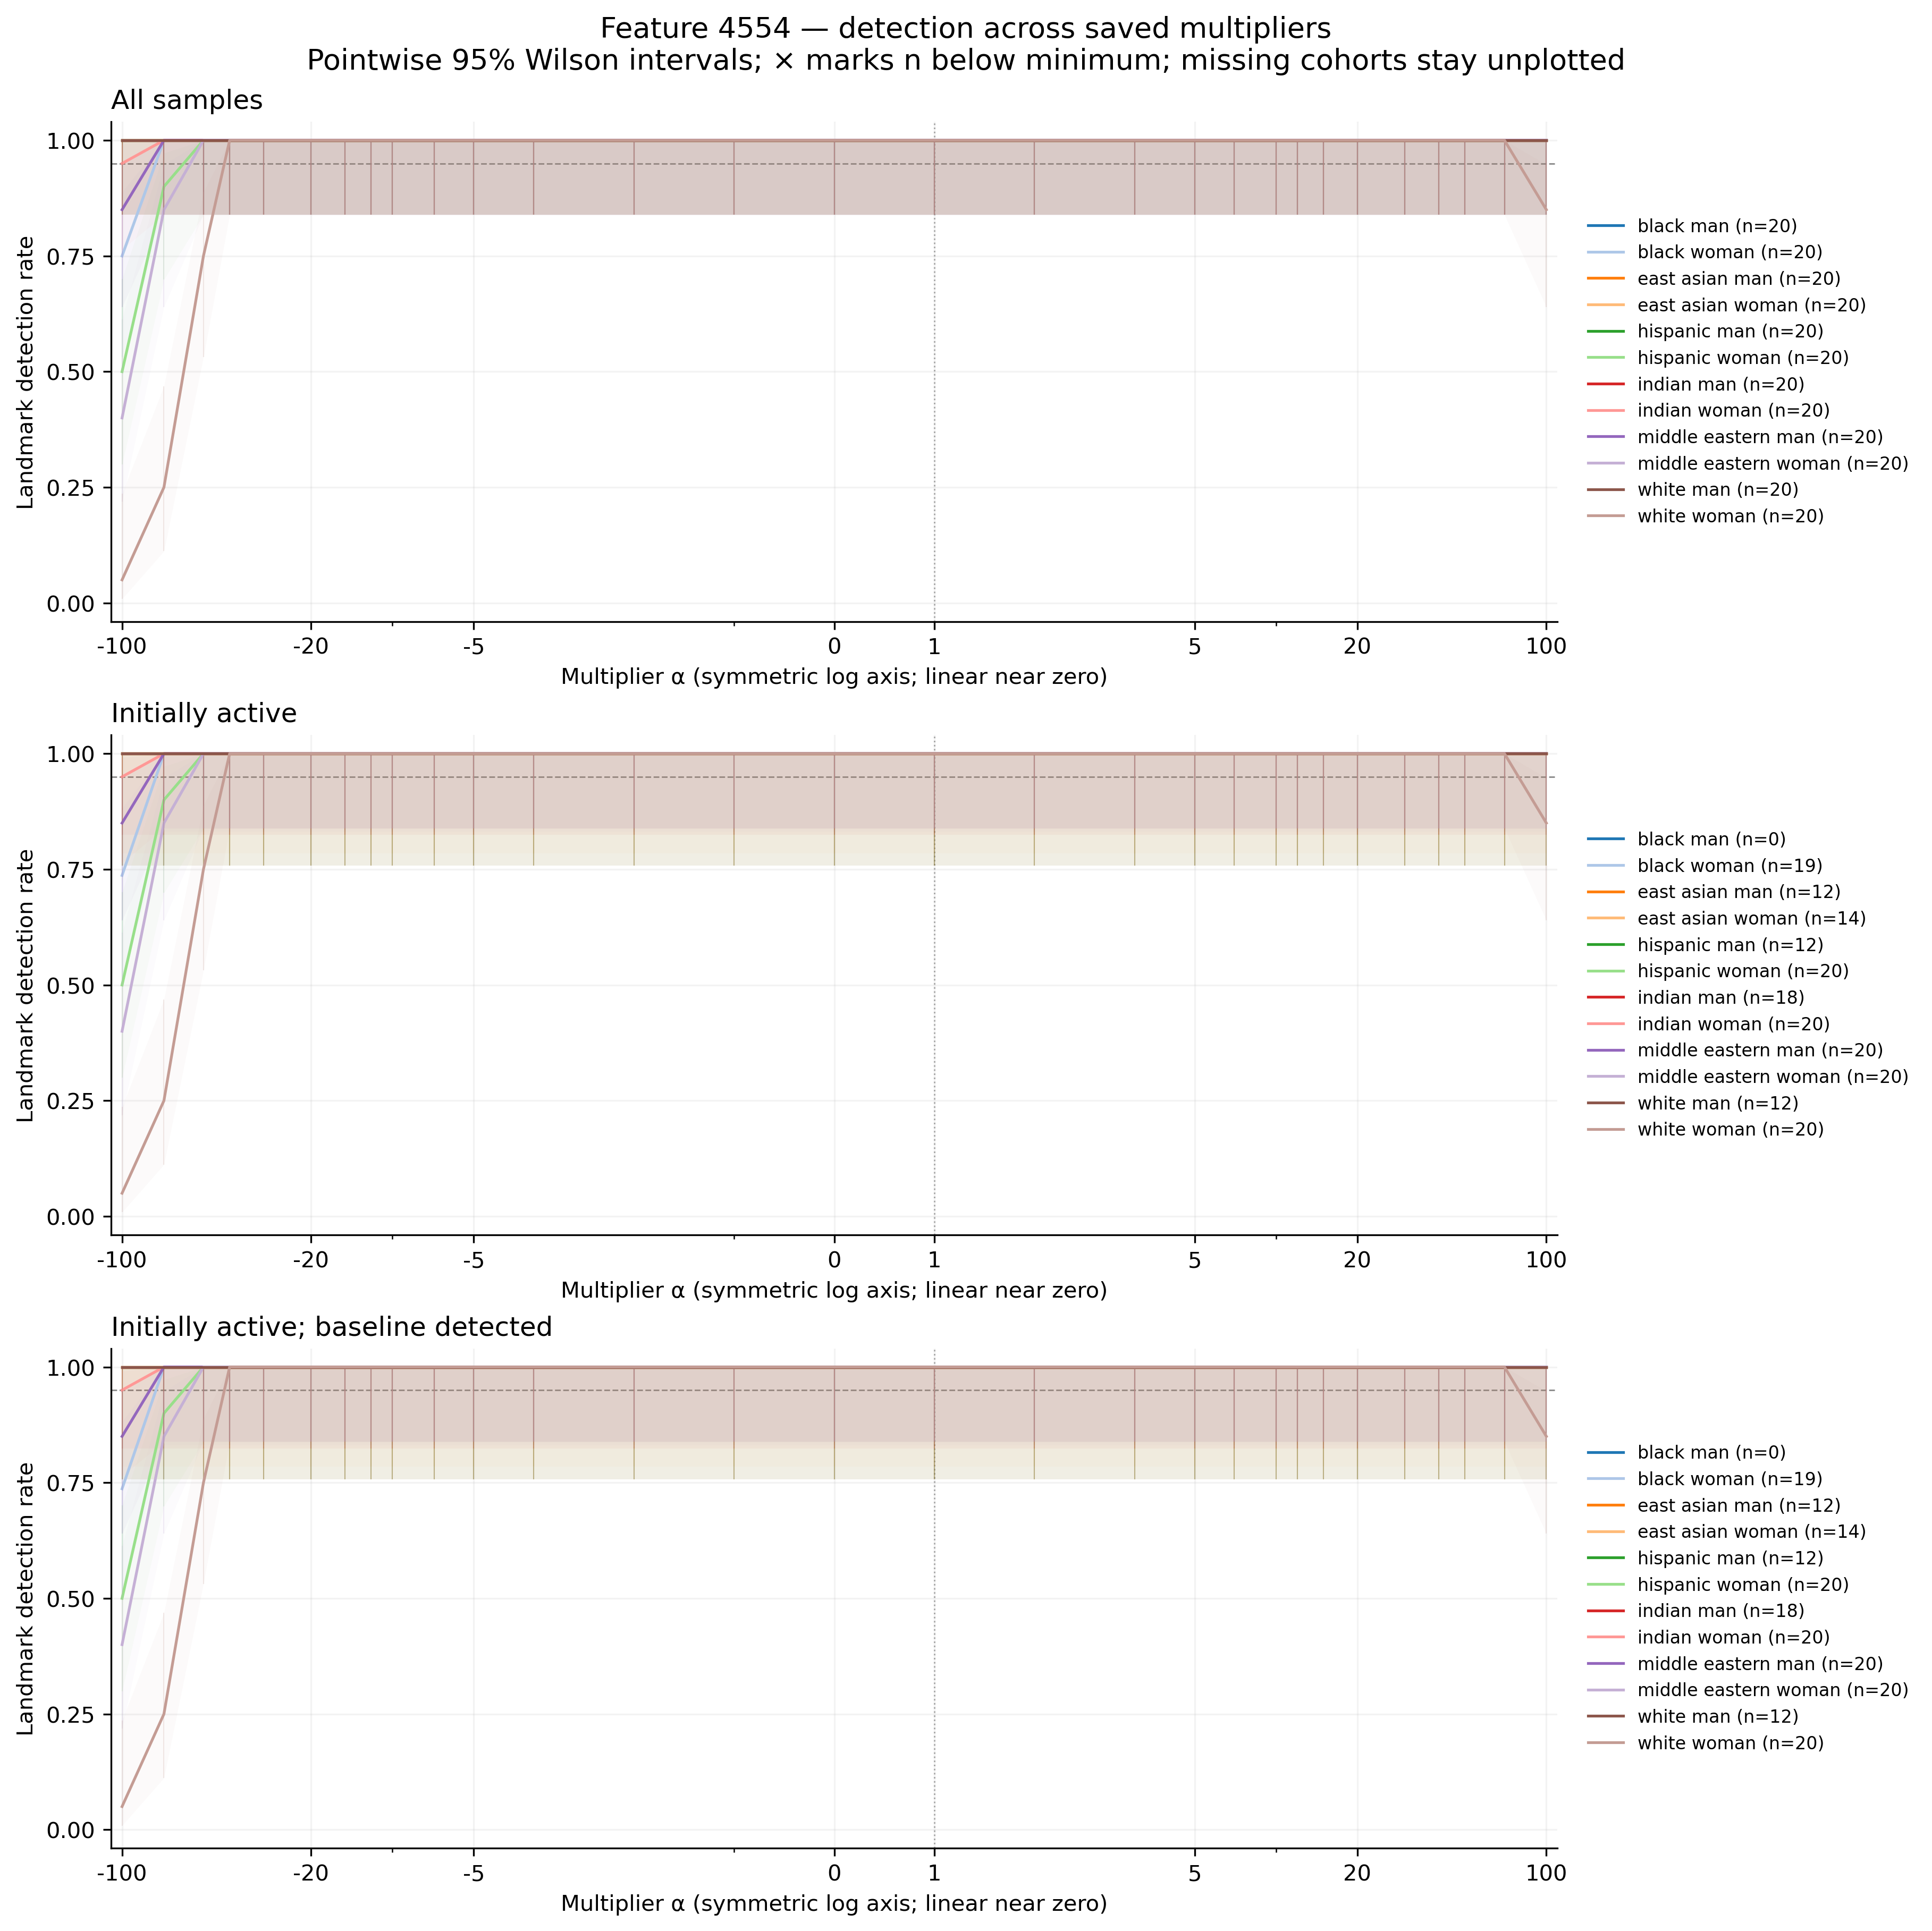 Feature 4554 — detection across saved multipliers
Pointwise 95% Wilson intervals; × marks n below minimum; missing cohorts stay unplotted
All samples
Landmark detection rate
1.00
0.75
0.50
0.25
0.00
-100 -20 -5 0 1 5 20 100
Multiplier α (symmetric log axis; linear near zero)
black man (n=20)
black woman (n=20)
east asian man (n=20)
east asian woman (n=20)
hispanic man (n=20)
hispanic woman (n=20)
indian man (n=20)
indian woman (n=20)
middle eastern man (n=20)
middle eastern woman (n=20)
white man (n=20)
white woman (n=20)
Initially active
Landmark detection rate
1.00
0.75
0.50
0.25
0.00
-100 -20 -5 0 1 5 20 100
Multiplier α (symmetric log axis; linear near zero)
black man (n=0)
black woman (n=19)
east asian man (n=12)
east asian woman (n=14)
hispanic man (n=12)
hispanic woman (n=20)
indian man (n=18)
indian woman (n=20)
middle eastern man (n=20)
middle eastern woman (n=20)
white man (n=12)
white woman (n=20)
Initially active; baseline detected
Landmark detection rate
1.00
0.75
0.50
0.25
0.00
-100 -20 -5 0 1 5 20 100
Multiplier α (symmetric log axis; linear near zero)
black man (n=0)
black woman (n=19)
east asian man (n=12)
east asian woman (n=14)
hispanic man (n=12)
hispanic woman (n=20)
indian man (n=18)
indian woman (n=20)
middle eastern man (n=20)
middle eastern woman (n=20)
white man (n=12)
white woman (n=20)